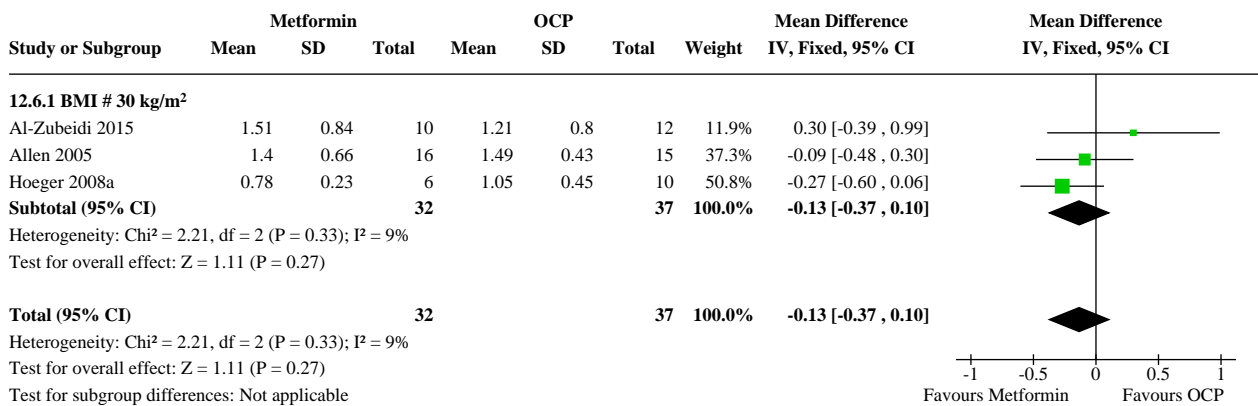 Metformin OCP Mean Difference Mean Difference
Study or Subgroup Mean SD Total Mean SD Total Weight IV, Fixed, 95% CI IV, Fixed, 95% CI
12.6.1 BMI # 30 kg/m²
Al-Zubeidi 2015 1.51 0.84 10 1.21 0.8 12 11.9% 0.30 [-0.39 , 0.99]
Allen 2005 1.4 0.66 16 1.49 0.43 15 37.3% -0.09 [-0.48 , 0.30]
Hoeger 2008a 0.78 0.23 6 1.05 0.45 10 50.8% -0.27 [-0.60 , 0.06]
Subtotal (95% CI) 32 37 100.0% -0.13 [-0.37 , 0.10]
Heterogeneity: Chi² = 2.21, df = 2 (P = 0.33); I² = 9%
Test for overall effect: Z = 1.11 (P = 0.27)
Total (95% CI) 32 37 100.0% -0.13 [-0.37 , 0.10]
Heterogeneity: Chi² = 2.21, df = 2 (P = 0.33); I² = 9%
Test for overall effect: Z = 1.11 (P = 0.27)
-1 -0.5 0 0.5 1
Test for subgroup differences: Not applicable
Favours Metformin Favours OCP